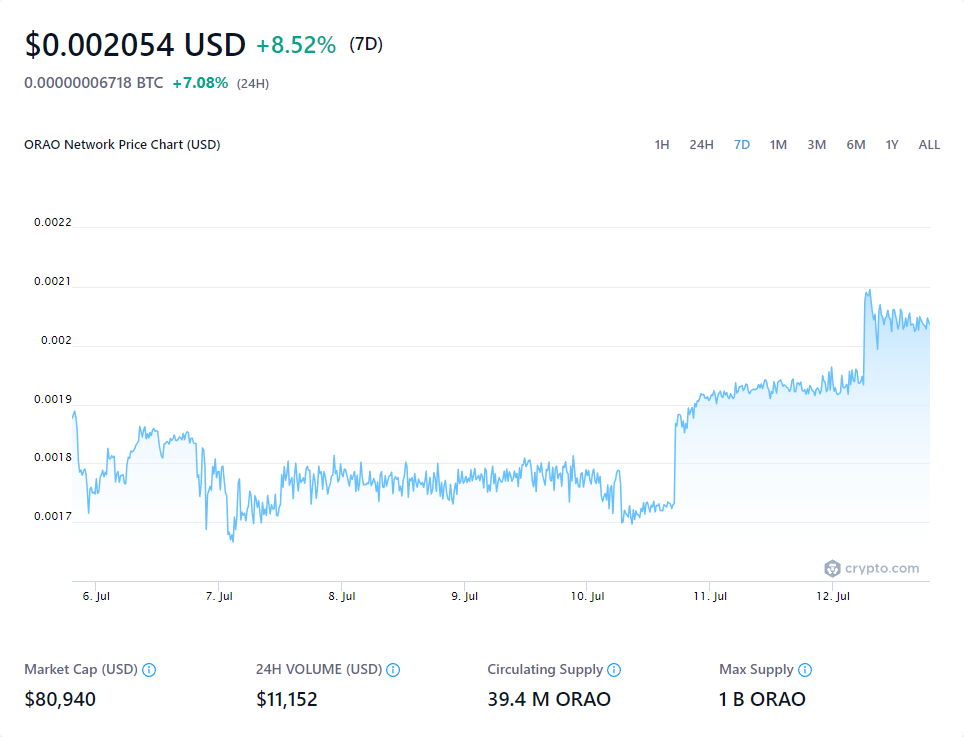 $0.002054 USD +8.52% (7D)
0.00000006718 BTC +7.08% (24H)
ORAO Network Price Chart (USD) 1H 24H 7D 1M 3M 6M 1Y ALL
0.0022
0.0021
0.002
0.0019
0.0018
0.0017
crypto.com
6. Jul 7. Jul 8. Jul 9. Jul 10. Jul 11. Jul 12. Jul
Market Cap (USD) 24H VOLUME (USD) Circulating Supply Max Supply
$80,940 $11,152 39.4 M ORAO 1 B ORAO